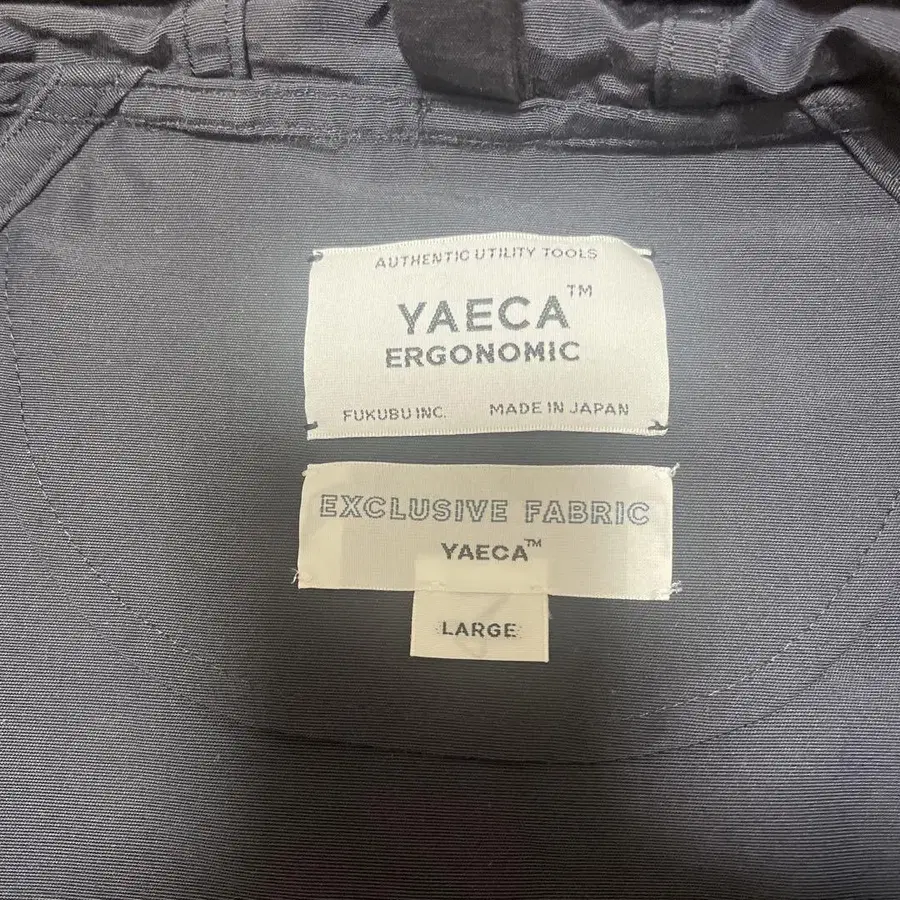 AUTHENTIC UTILITY TOOLS
YAECA™
ERGONOMIC
FUKUBU INC. MADE IN JAPAN
EXCLUSIVE FABRIC
YAECA™
LARGE